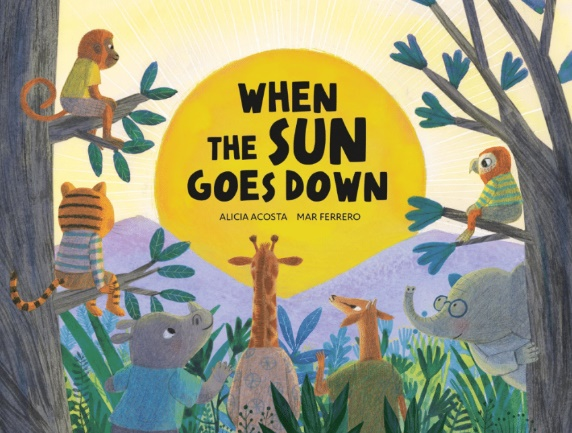 WHEN
THE SUN
GOES DOWN
ALICIA ACOSTA MAR FERRERO